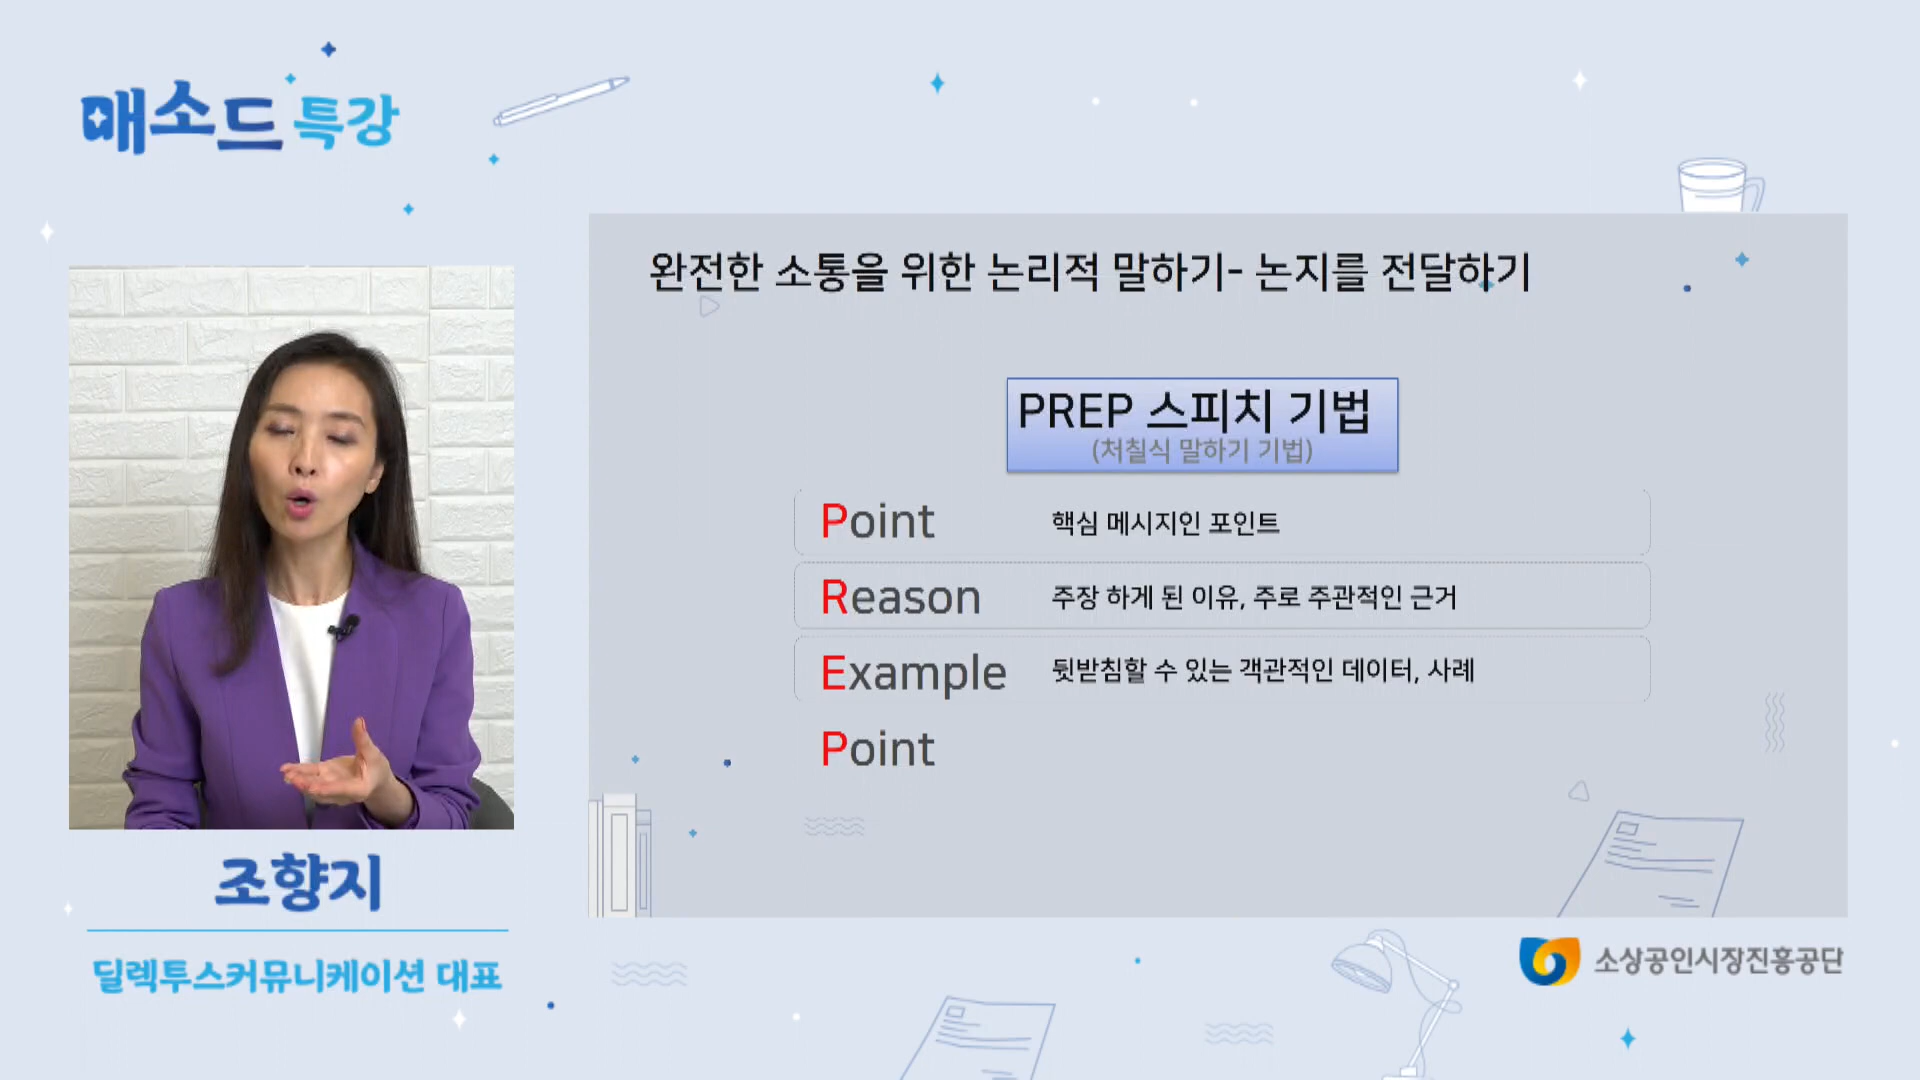 매소드 특강
완전한 소통을 위한 논리적 말하기- 논지를 전달하기
PREP 스피치 기법
(처칠식 말하기 기법)
Point 핵심 메시지인 포인트
Reason 주장 하게 된 이유, 주로 주관적인 근거
Example 뒷받침할 수 있는 객관적인 데이터, 사례
Point
조향지
딜렉투스커뮤니케이션 대표
소상공인시장진흥공단